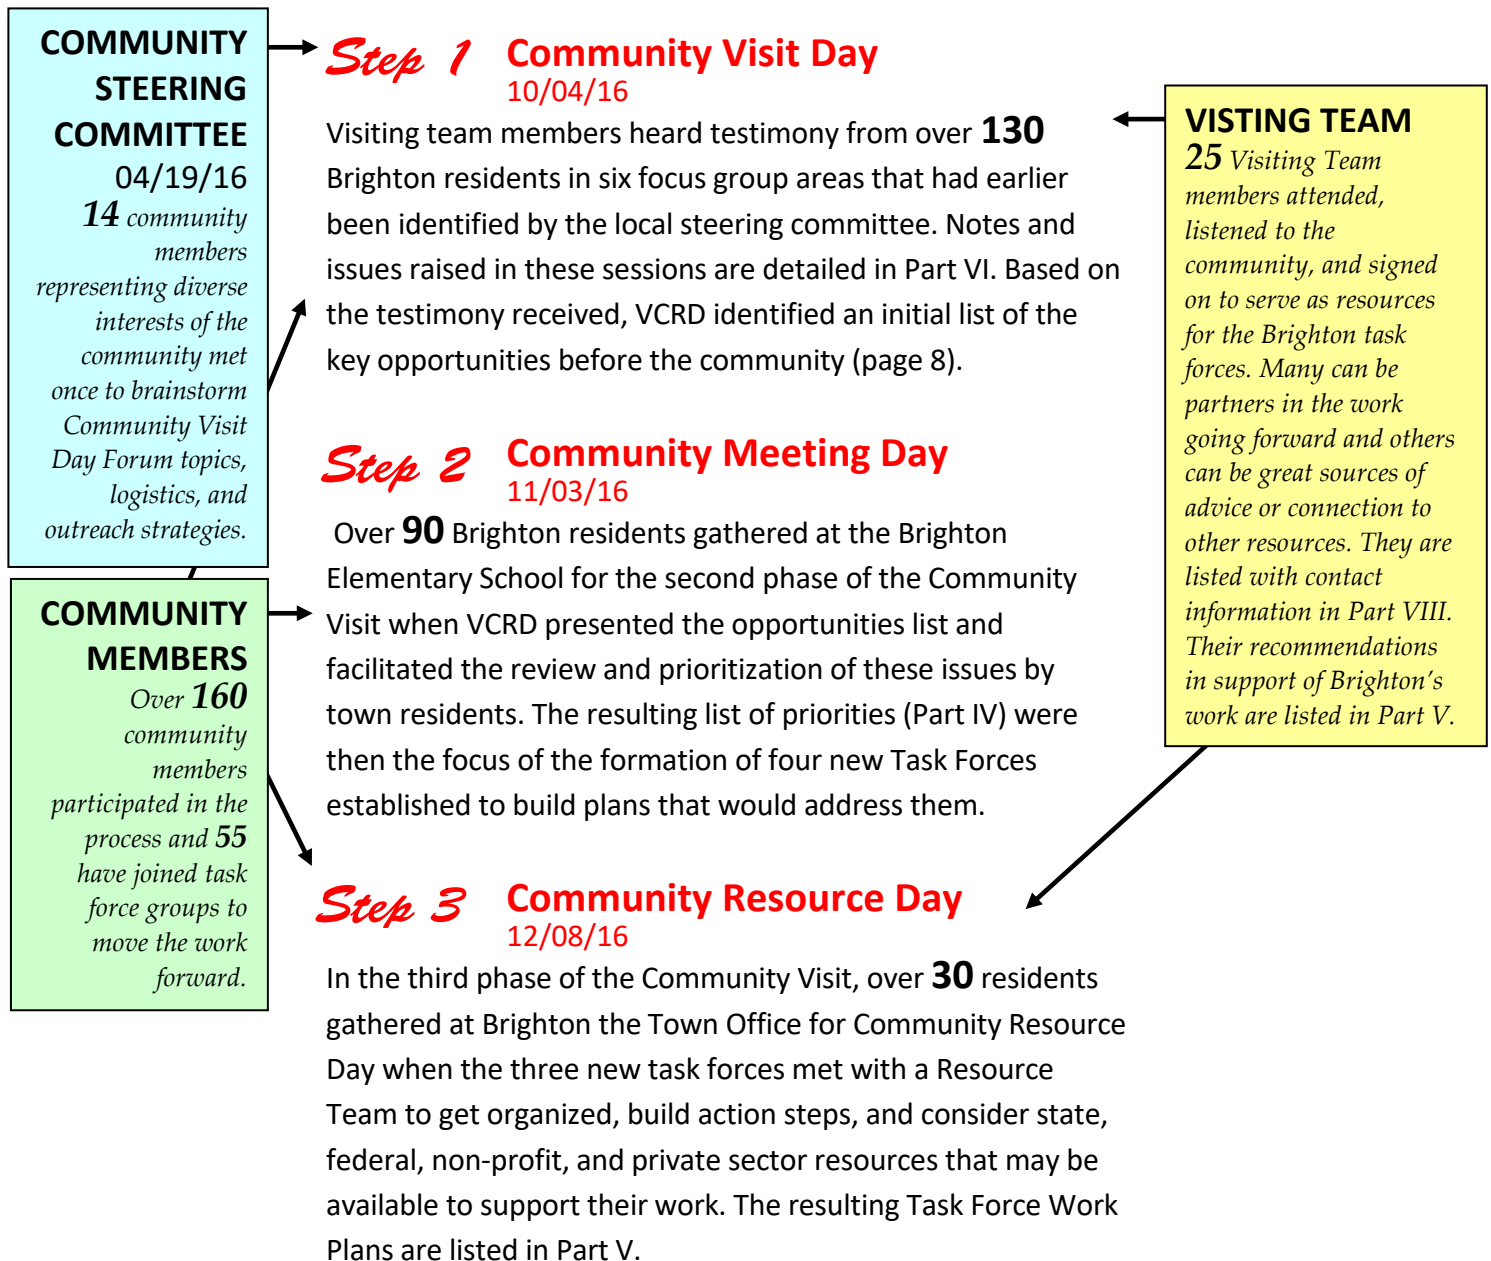 COMMUNITY
STEERING
COMMITTEE
04/19/16
14 community
members
representing diverse
interests of the
community met
once to brainstorm
Community Visit
Day Forum topics,
logistics, and
outreach strategies.
COMMUNITY
MEMBERS
Over 160
community
members
participated in the
process and 55
have joined task
force groups to
move the work
forward.
Step 1 Community Visit Day
10/04/16
Visiting team members heard testimony from over 130
Brighton residents in six focus group areas that had earlier
been identified by the local steering committee. Notes and
issues raised in these sessions are detailed in Part VI. Based on
the testimony received, VCRD identified an initial list of the
key opportunities before the community (page 8).
Step 2 Community Meeting Day
11/03/16
Over 90 Brighton residents gathered at the Brighton
Elementary School for the second phase of the Community
Visit when VCRD presented the opportunities list and
facilitated the review and prioritization of these issues by
town residents. The resulting list of priorities (Part IV) were
then the focus of the formation of four new Task Forces
established to build plans that would address them.
Step 3 Community Resource Day
12/08/16
In the third phase of the Community Visit, over 30 residents
gathered at Brighton the Town Office for Community Resource
Day when the three new task forces met with a Resource
Team to get organized, build action steps, and consider state,
federal, non-profit, and private sector resources that may be
available to support their work. The resulting Task Force Work
Plans are listed in Part V.
VISTING TEAM
25 Visiting Team
members attended,
listened to the
community, and signed
on to serve as resources
for the Brighton task
forces. Many can be
partners in the work
going forward and others
can be great sources of
advice or connection to
other resources. They are
listed with contact
information in Part VIII.
Their recommendations
in support of Brighton's
work are listed in Part V.